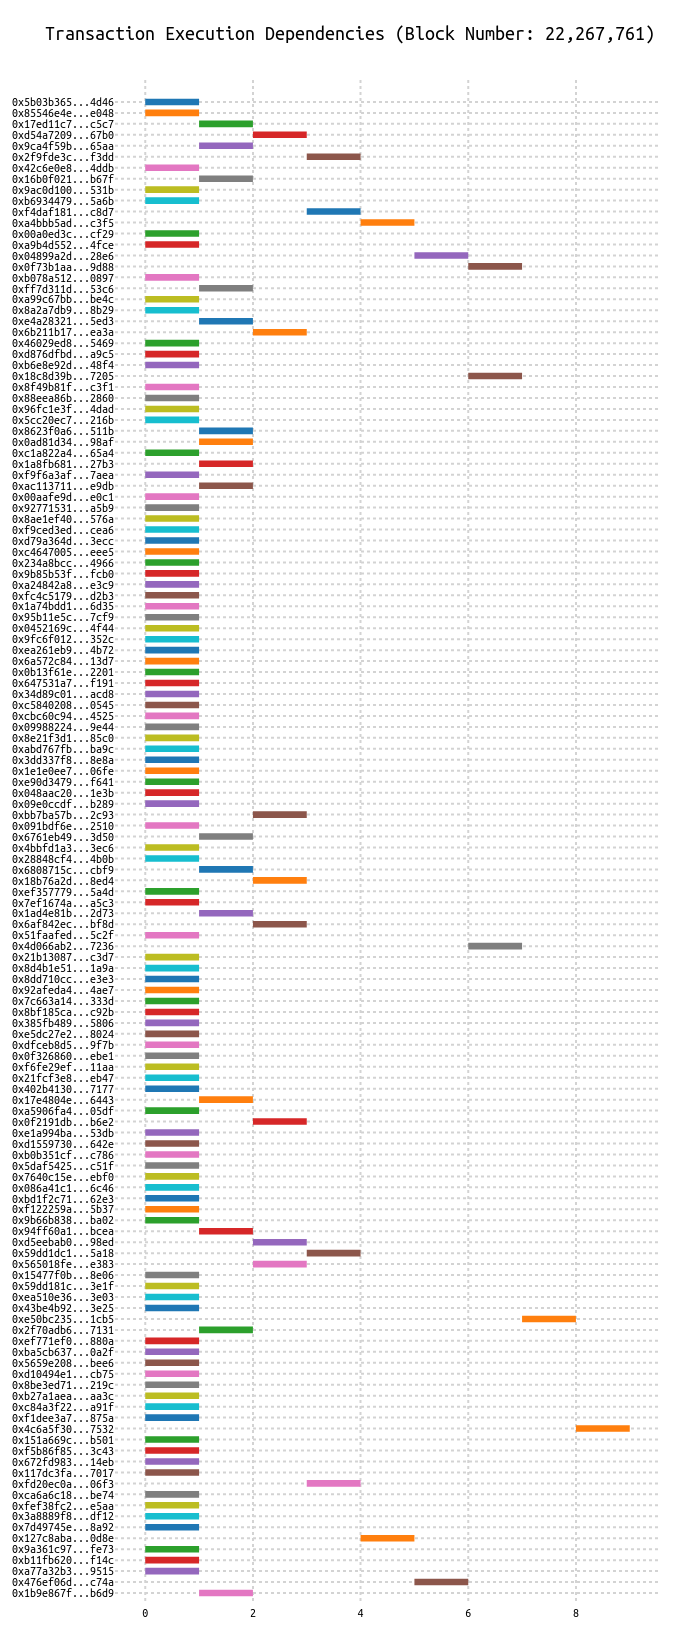 Transaction Execution Dependencies (Block Number: 22,267,761)
0x5b03b365...4d46
0x85546e4e...e048
0x17ed11c7...c5c7
0xd54a7209...67b0
0x9ca4f59b...65aa
0x2f9fde3c...f3dd
0x42c6e0e8...4ddb
0x16b0f021...b67f
0x9ac0d100...531b
0xb6934479...5a6b
0xf4daf181...c8d7
0xa4bbb5ad...c3f5
0x00a0ed3c...cf29
0xa9b4d552...4fce
0x04899a2d...28e6
0x0f73b1aa...9d88
0xb078a512...0897
0xff7d311d...53c6
0xa99c67bb...be4c
0x8a2a7db9...8b29
0xe4a28321...5ed3
0x6b211b17...ea3a
0x46029ed8...5469
0xd876dfbd...a9c5
0xb6e8e92d...48f4
0x18c8d39b...7205
0x8f49b81f...c3f1
0x88eea86b...2860
0x96fc1e3f...4dad
0x5cc20ec7...216b
0x8623f0a6...511b
0x0ad81d34...98af
0xc1a822a4...65a4
0x1a8fb681...27b3
0xf9f6a3af...7aea
0xac113711...e9db
0x00aafe9d...e0c1
0x92771531...a5b9
0x8ae1ef40...576a
0xf9ced3ed...cea6
0xd79a364d...3ecc
0xc4647005...eee5
0x234a8bcc...4966
0x9b85b53f...fcb0
0xa24842a8...e3c9
0xfc4c5179...d2b3
0x1a74bdd1...6d35
0x95b11e5c...7cf9
0x0452169c...4f44
0x9fc6f012...352c
0xea261eb9...4b72
0x6a572c84...13d7
0x0b13f61e...2201
0x647531a7...f191
0x34d89c01...acd8
0xc5840208...0545
0xcbc60c94...4525
0x09988224...9e44
0x8e21f3d1...85c0
0xabd767fb...ba9c
0x3dd337f8...8e8a
0x1e1e0ee7...06fe
0xe90d3479...f641
0x048aac20...1e3b
0x09e0ccdf...b289
0xbb7ba57b...2c93
0x091bdf6e...2510
0x6761eb49...3d50
0x4bbfd1a3...3ec6
0x28848cf4...4b0b
0x6808715c...cbf9
0x18b76a2d...8ed4
0xef357779...5a4d
0x7ef1674a...a5c3
0x1ad4e81b...2d73
0x6af842ec...bf8d
0x51faafed...5c2f
0x4d066ab2...7236
0x21b13087...c3d7
0x8d4b1e51...1a9a
0x8dd710cc...e3e3
0x92afeda4...4ae7
0x7c663a14...333d
0x8bf185ca...c92b
0x385fb489...5806
0xe5dc27e2...8024
0xdfceb8d5...9f7b
0x0f326860...ebe1
0xf6fe29ef...11aa
0x21fcf3e8...eb47
0x402b4130...7177
0x17e4804e...6443
0xa5906fa4...05df
0x0f2191db...b6e2
0xe1a994ba...53db
0xd1559730...642e
0xb0b351cf...c786
0x5daf5425...c51f
0x7640c15e...ebf0
0x086a41c1...6c46
0xbd1f2c71...62e3
0xf122259a...5b37
0x9b66b838...ba02
0x94ff60a1...bcea
0xd5eebab0...98ed
0x59dd1dc1...5a18
0x565018fe...e383
0x15477f0b...8e06
0x59dd181c...3e1f
0xea510e36...3e03
0x43be4b92...3e25
0xe50bc235...1cb5
0x2f70adb6...7131
0xef771ef0...880a
0xba5cb637...0a2f
0x5659e208...bee6
0xd10494e1...cb75
0x8be3ed71...219c
0xb27a1aea...aa3c
0xc84a3f22...a91f
0xf1dee3a7...875a
0x4c6a5f30...7532
0x151a669c...b501
0xf5b86f85...3c43
0x672fd983...14eb
0x117dc3fa...7017
0xfd20ec0a...06f3
0xca6a6c18...be74
0xfef38fc2...e5aa
0x3a8889f8...df12
0x7d49745e...8a92
0x127c8aba...0d8e
0x9a361c97...fe73
0xb11fb620...f14c
0xa77a32b3...9515
0x476ef06d...c74a
0x1b9e867f...b6d9
0 2 4 6 8